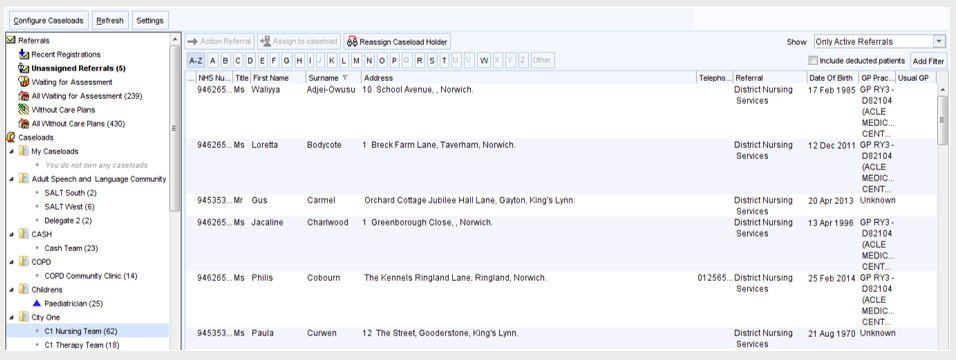 Configure Caseloads Refresh Settings
Referrals
Recent Registrations
Unassigned Referrals (5)
Waiting for Assessment
All Waiting for Assessment (239)
Without Care Plans
All Without Care Plans (430)
Caseloads
My Caseloads
You do not own any caseloads
Adult Speech and Language Community
SALT South (2)
SALT West (6)
Delegate 2 (2)
CASH
Cash Team (23)
COPD
COPD Community Clinic (14)
Childrens
Paediatrician (25)
City One
C1 Nursing Team (62)
C1 Therapy Team (18)
Action Referral Assign to caseload Reassign Caseload Holder Show Only Active Referrals
A-Z A B C D E F G H I J K L M N O P Q R S T U V W X Y Z Other Include deducted patients Add Filter
... NHS Nu... Title First Name Surname Address Telepho... Referral Date Of Birth GP Prac... Usual GP
946265... Ms Waliyya Adjei-Owusu 10 School Avenue, , Norwich. District Nursing 17 Feb 1985 GP RY3 -
Services D82104
(ACLE
MEDIC...
CENT...
946265... Ms Loretta Bodycote 1 Breck Farm Lane, Taverham, Norwich. District Nursing 12 Dec 2011 GP RY3 -
Services D82104
(ACLE
MEDIC...
CENT...
945353... Mr Gus Carmel Orchard Cottage Jubilee Hall Lane, Gayton, King's Lynn. District Nursing 20 Apr 2013 Unknown
Services
946265... Ms Jacaline Charlwood 1 Greenborough Close, , Norwich. District Nursing 13 Apr 1996 GP RY3 -
Services D82104
(ACLE
MEDIC...
CENT...
946265... Ms Philis Cobourn The Kennels Ringland Lane, Ringland, Norwich. 012565... District Nursing 25 Feb 2014 GP RY3 -
Services D82104
(ACLE
MEDIC...
CENT...
945353... Ms Paula Curwen 12 The Street, Gooderstone, King's Lynn. District Nursing 21 Aug 1970 Unknown
Services